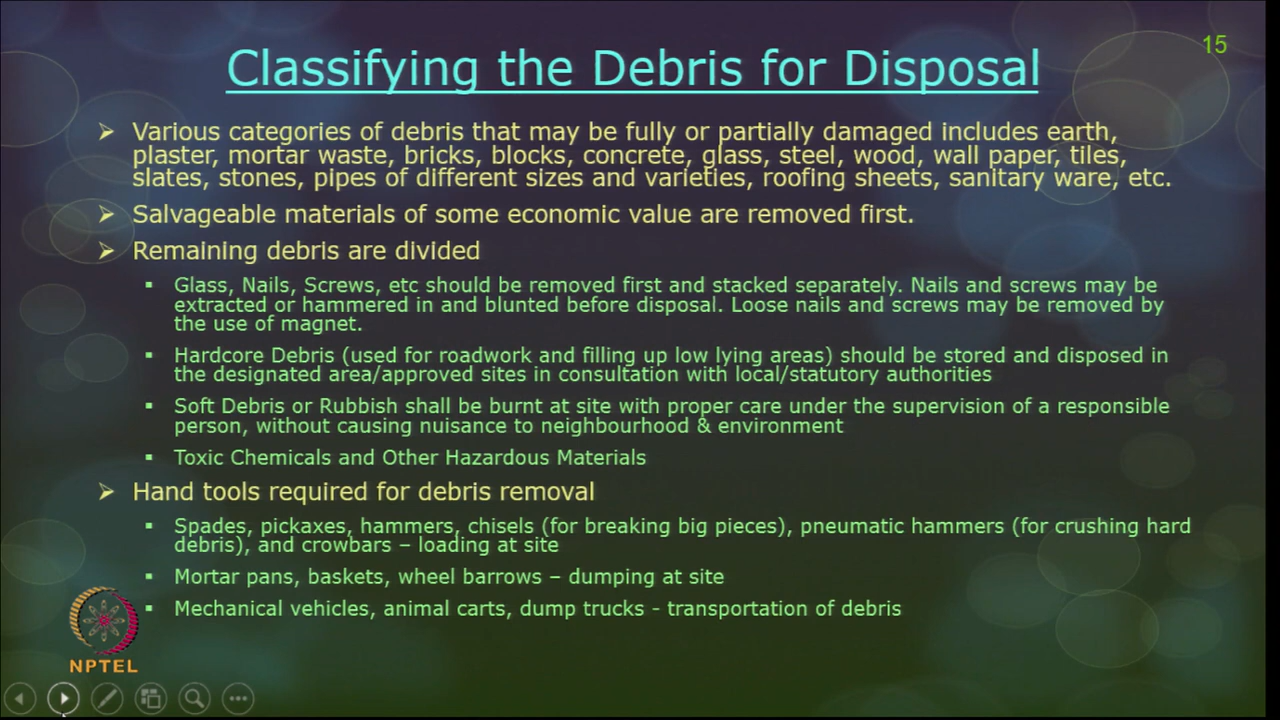 15
Classifying the Debris for Disposal
➢ Various categories of debris that may be fully or partially damaged includes earth,
plaster, mortar waste, bricks, blocks, concrete, glass, steel, wood, wall paper, tiles,
slates, stones, pipes of different sizes and varieties, roofing sheets, sanitary ware, etc.
➢ Salvageable materials of some economic value are removed first.
➢ Remaining debris are divided
▪ Glass, Nails, Screws, etc should be removed first and stacked separately. Nails and screws may be
extracted or hammered in and blunted before disposal. Loose nails and screws may be removed by
the use of magnet.
▪ Hardcore Debris (used for roadwork and filling up low lying areas) should be stored and disposed in
the designated area/approved sites in consultation with local/statutory authorities
▪ Soft Debris or Rubbish shall be burnt at site with proper care under the supervision of a responsible
person, without causing nuisance to neighbourhood & environment
▪ Toxic Chemicals and Other Hazardous Materials
➢ Hand tools required for debris removal
▪ Spades, pickaxes, hammers, chisels (for breaking big pieces), pneumatic hammers (for crushing hard
debris), and crowbars – loading at site
▪ Mortar pans, baskets, wheel barrows – dumping at site
▪ Mechanical vehicles, animal carts, dump trucks - transportation of debris
NPTEL